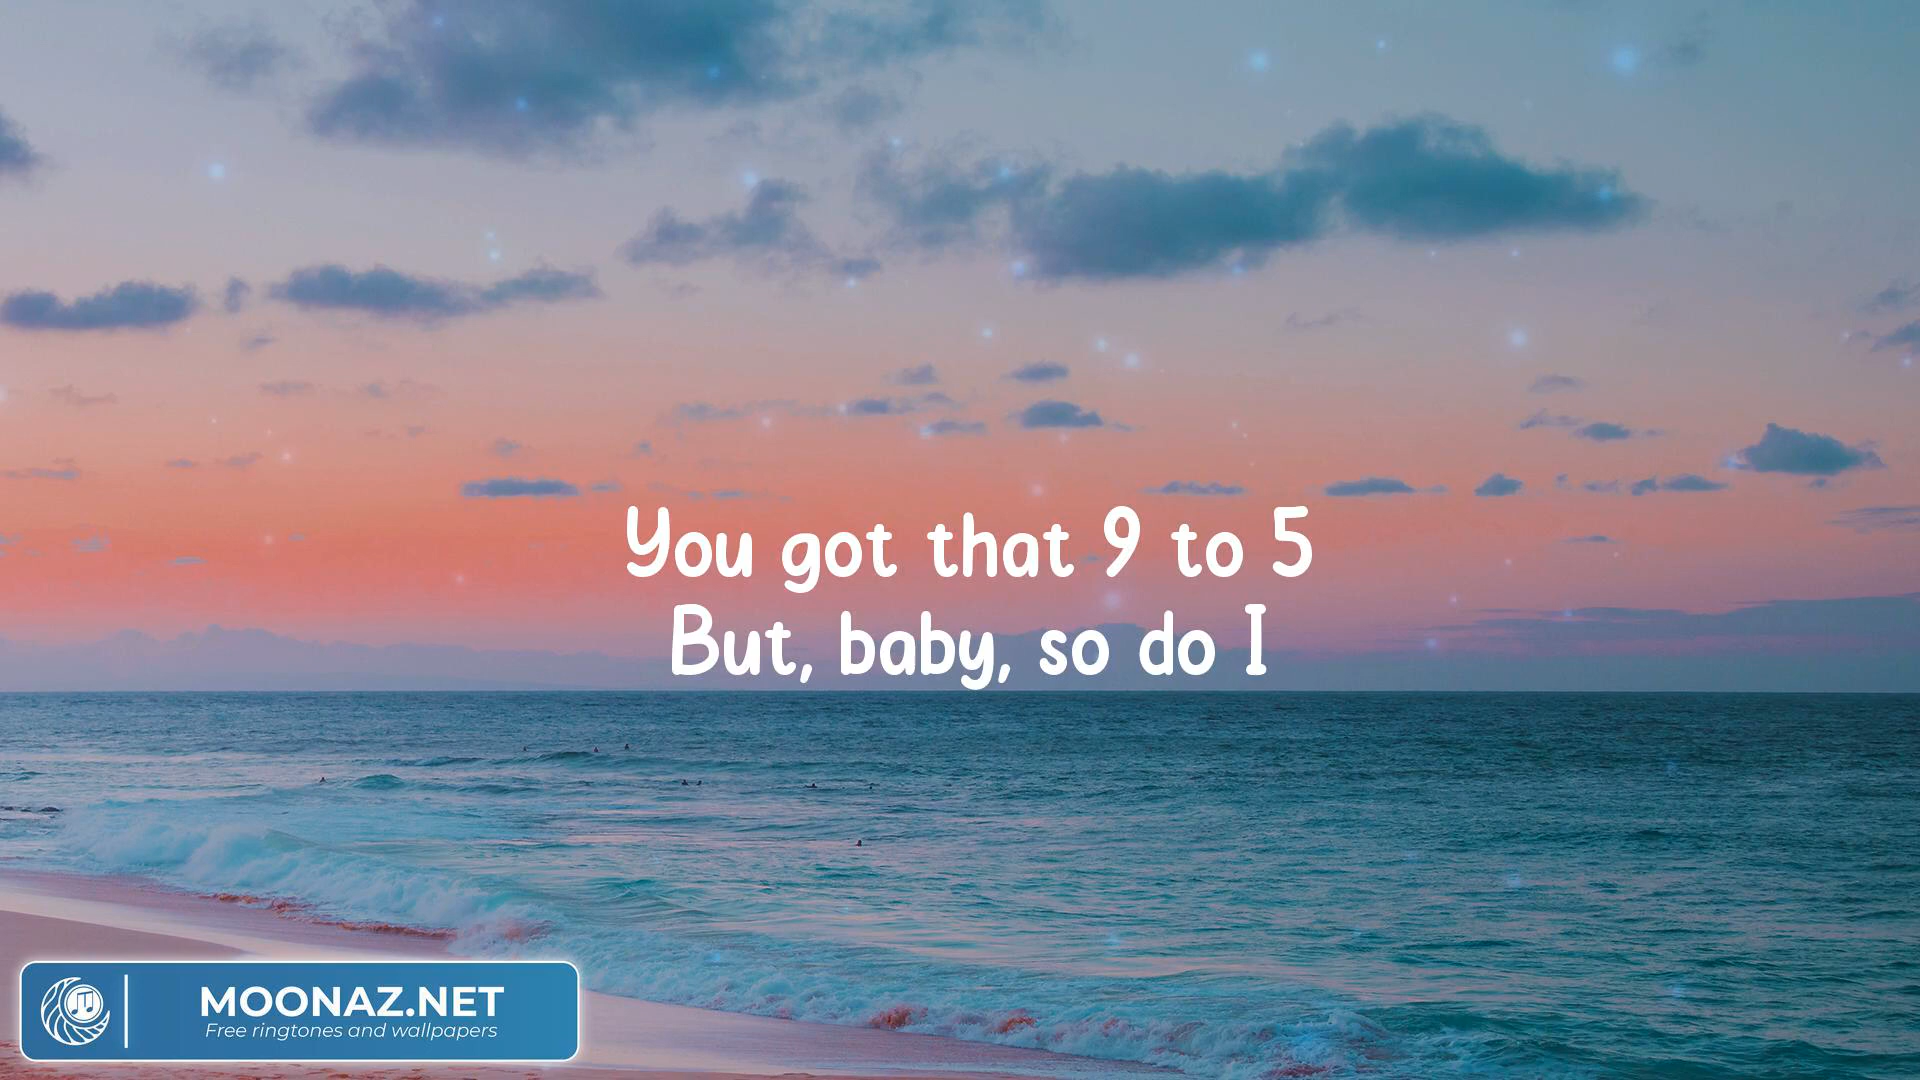 You got that 9 to 5
But, baby, so do I
MOONAZ.NET
Free ringtones and wallpapers